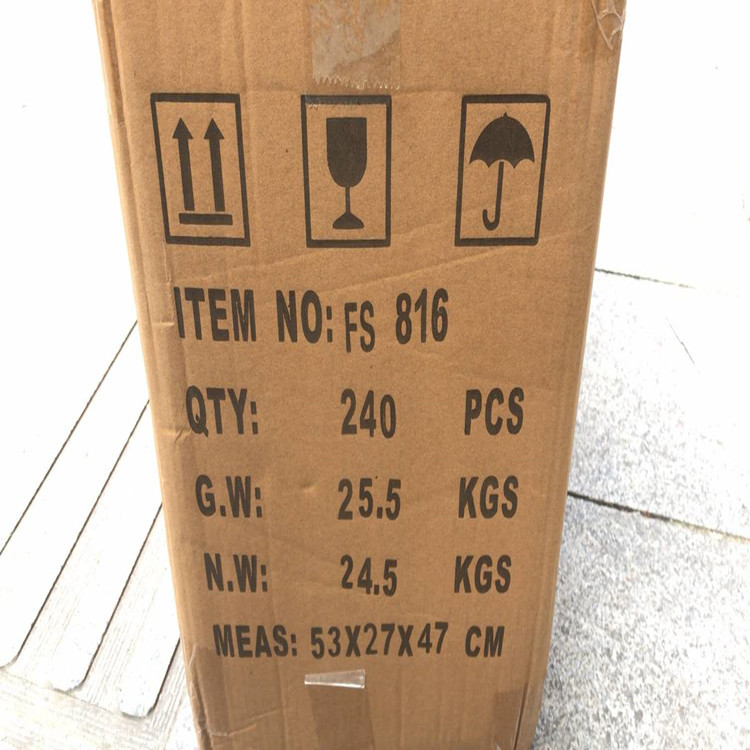 ITEM NO: FS 816
QTY: 240 PCS
G.W: 25.5 KGS
N.W: 24.5 KGS
MEAS: 53X27X47 CM